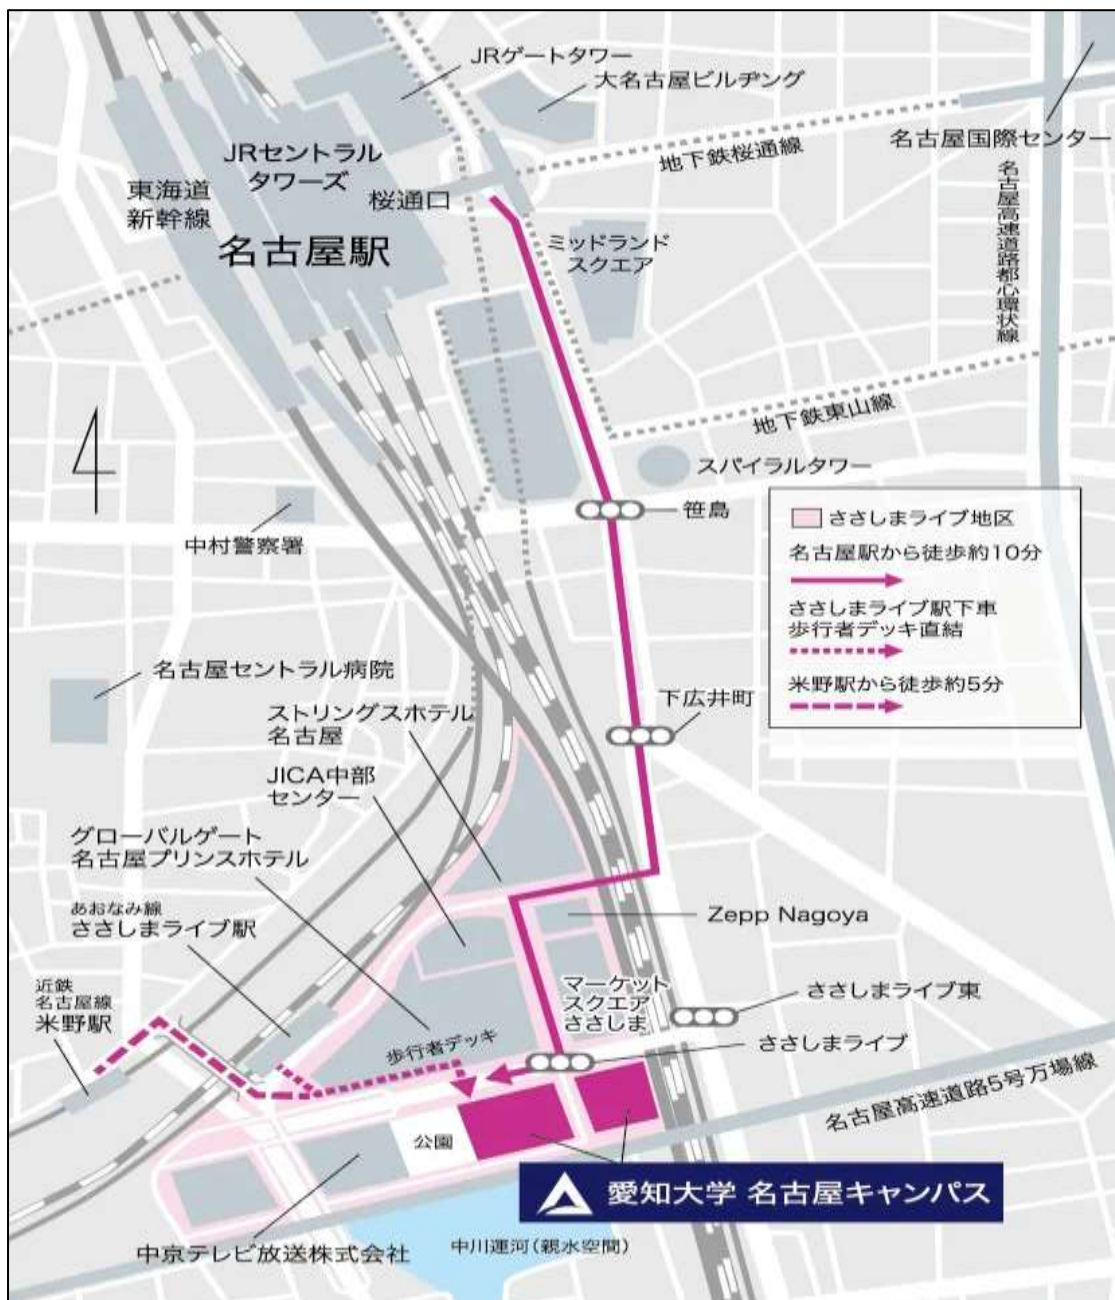 JRゲートタワー
大名古屋ビルヂング
名古屋国際センター
地下鉄桜通線
JRセントラル
タワーズ
桜通口
東海道
新幹線
名古屋駅
ミッドランド
スクエア
名古屋高速道路都心環状線
地下鉄東山線
スパイラルタワー
笹島
中村警察署
ささしまライブ地区
名古屋駅から徒歩約10分
ささしまライブ駅下車
歩行者デッキ直結
米野駅から徒歩約5分
名古屋セントラル病院
下広井町
ストリングスホテル
名古屋
JICA中部
センター
グローバルゲート
名古屋プリンスホテル
Zepp Nagoya
あおなみ線
ささしまライブ駅
近鉄
名古屋線
米野駅
マーケット
スクエア
ささしま
ささしまライブ東
歩行者デッキ
ささしまライブ
名古屋高速道路5号万場線
公園
愛知大学 名古屋キャンパス
中京テレビ放送株式会社
中川運河(親水空間)